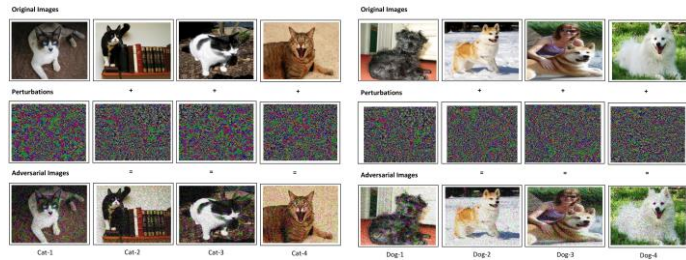 Original Images
+ + +
Perturbations
= = =
Adversarial Images
Cat-1 Cat-2 Cat-3 Cat-4
Original Images
+ + +
Perturbations
= = =
Adversarial Images
Dog-1 Dog-2 Dog-3 Dog-4